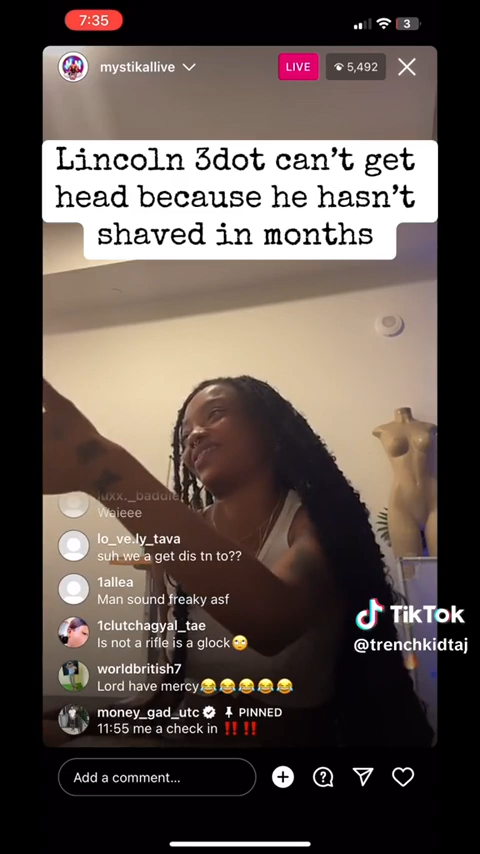 7:35
3
mystikallive
LIVE
5,492
Lincoln 3dot can't get
head because he hasn't
shaved in months
luxx._baddie
Waieee
lo_ve.ly_tava
suh we a get dis tn to??
1allea
Man sound freaky asf
1clutchagyal_tae
Is not a rifle is a glock🙄
worldbritish7
Lord have mercy😂😂😂😂😂
money_gad_utc PINNED
11:55 me a check in ‼️‼️
TikTok
@trenchkidtaj
Add a comment...